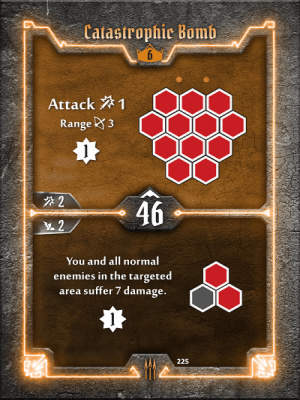 Catastrophic Bomb
6
Attack 1
Range 3
1
2
46
2
You and all normal
enemies in the targeted
area suffer 7 damage.
1
225